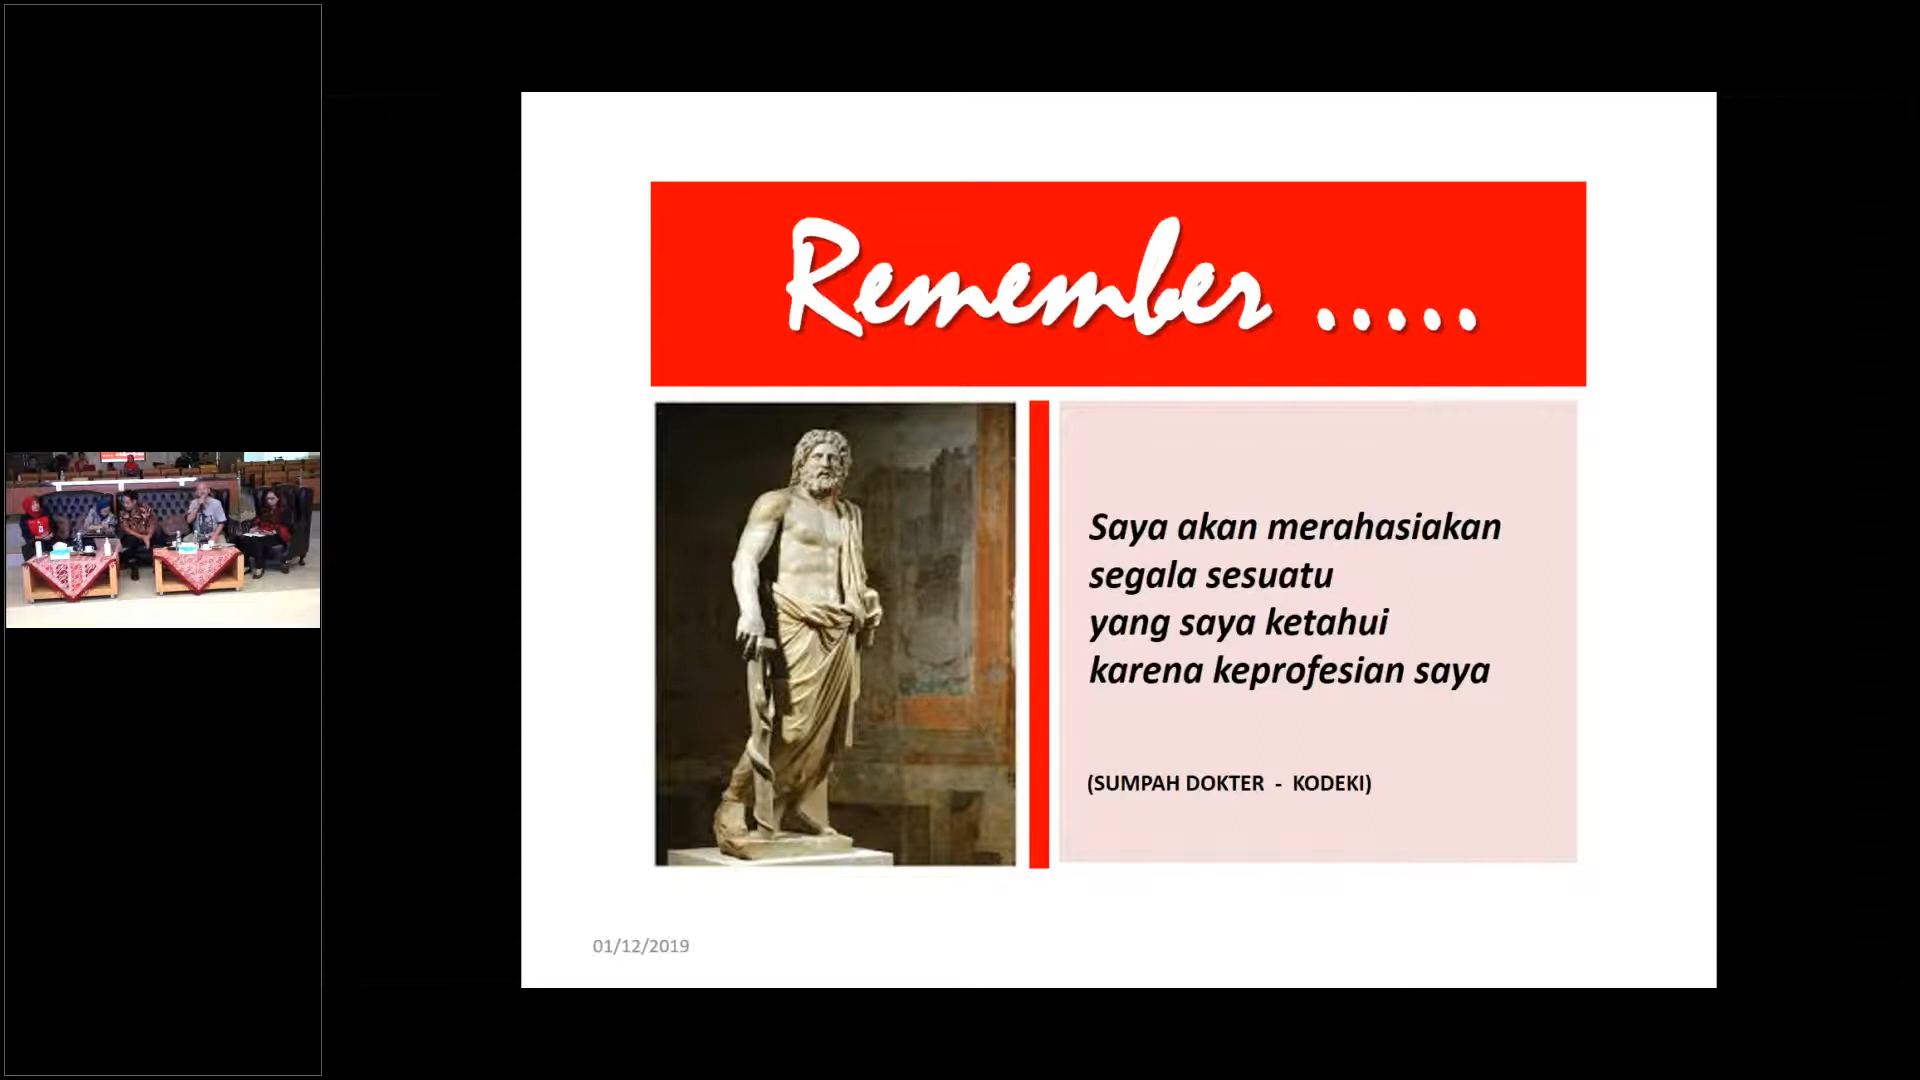 Remember .....
Saya akan merahasiakan
segala sesuatu
yang saya ketahui
karena keprofesian saya
(SUMPAH DOKTER - KODEKI)
01/12/2019